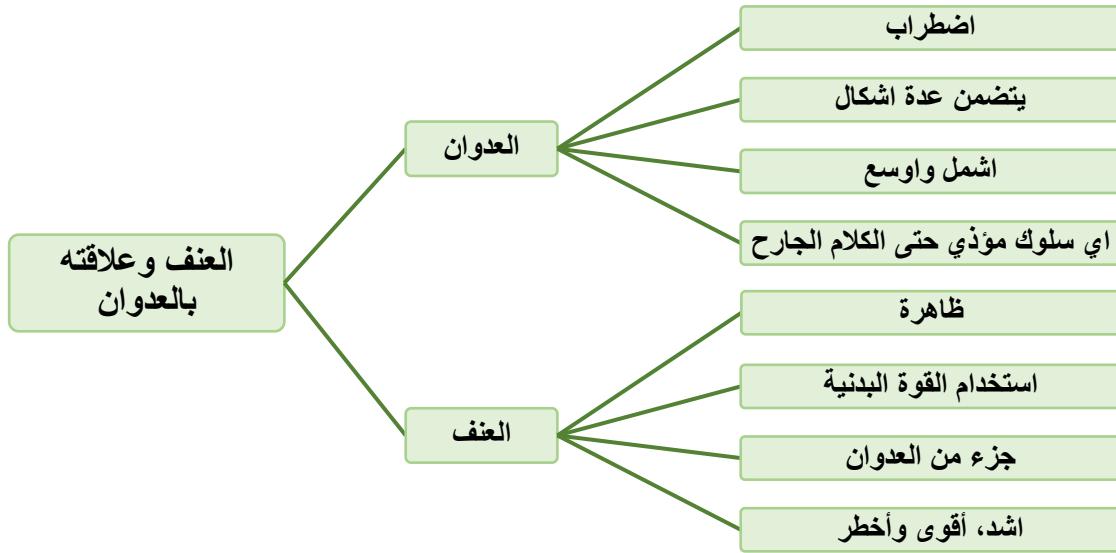 العنف وعلاقته
بالعدوان
العدوان
اضطراب
يتضمن عدة اشكال
اشمل واوسع
اي سلوك مؤذي حتى الكلام الجارح
العنف
ظاهرة
استخدام القوة البدنية
جزء من العدوان
اشد، أقوى وأخطر